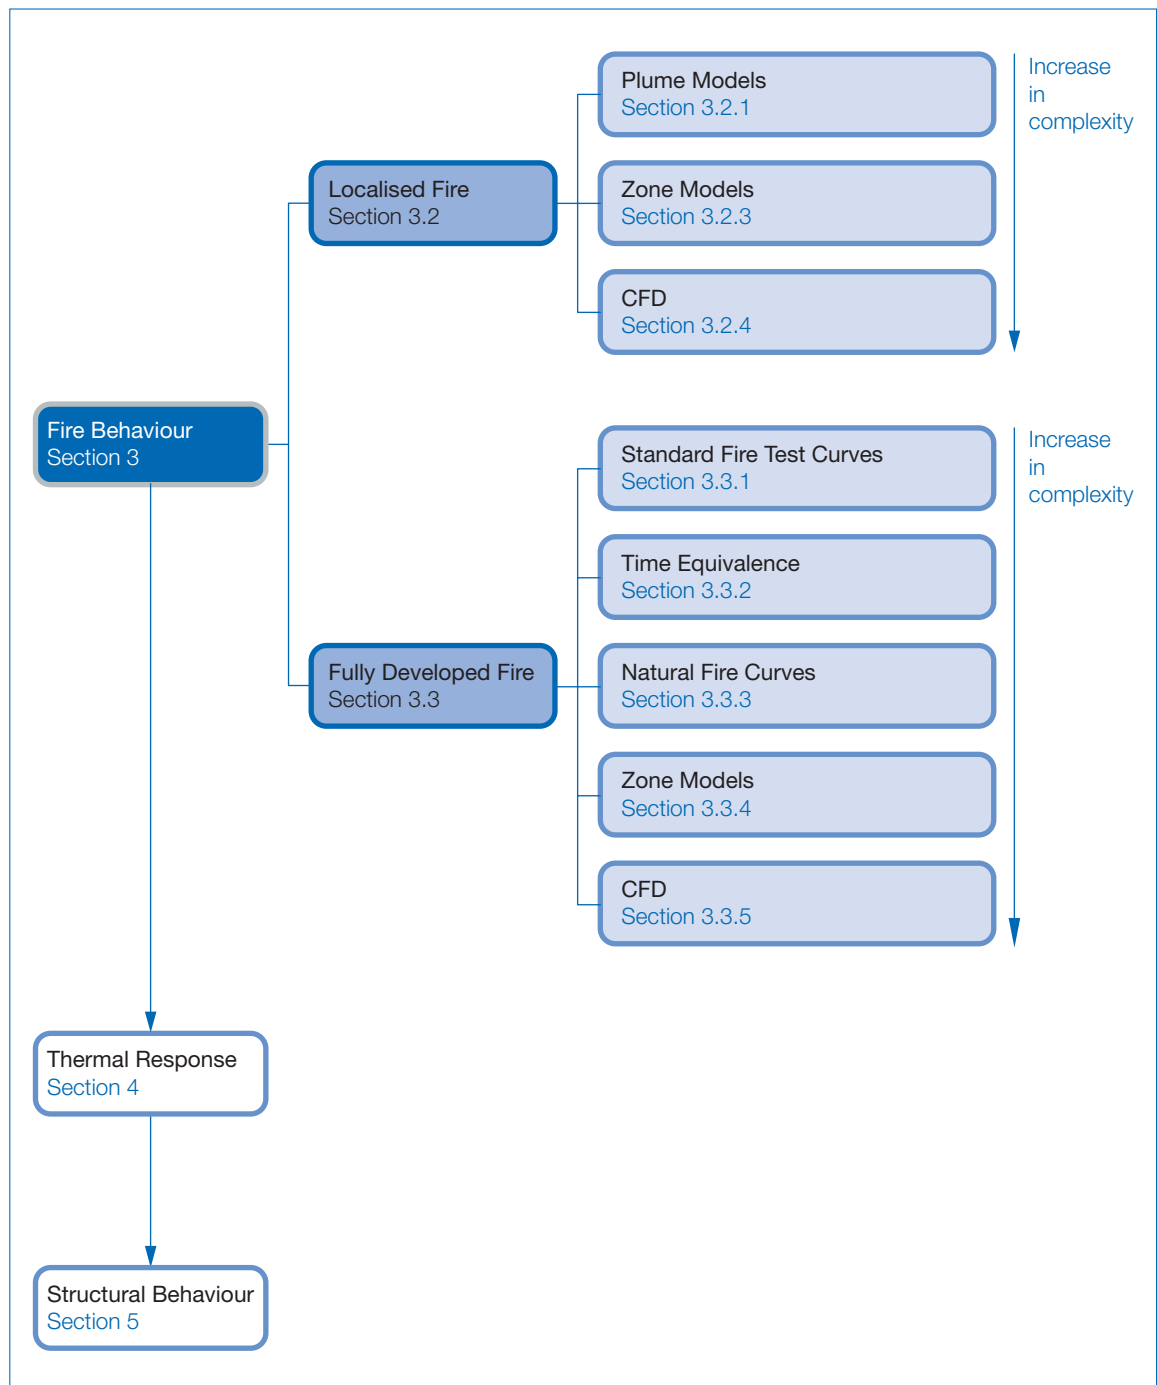 Plume Models
Section 3.2.1
Increase
in
complexity
Localised Fire
Section 3.2
Zone Models
Section 3.2.3
CFD
Section 3.2.4
Fire Behaviour
Section 3
Standard Fire Test Curves
Section 3.3.1
Increase
in
complexity
Time Equivalence
Section 3.3.2
Fully Developed Fire
Section 3.3
Natural Fire Curves
Section 3.3.3
Zone Models
Section 3.3.4
CFD
Section 3.3.5
Thermal Response
Section 4
Structural Behaviour
Section 5